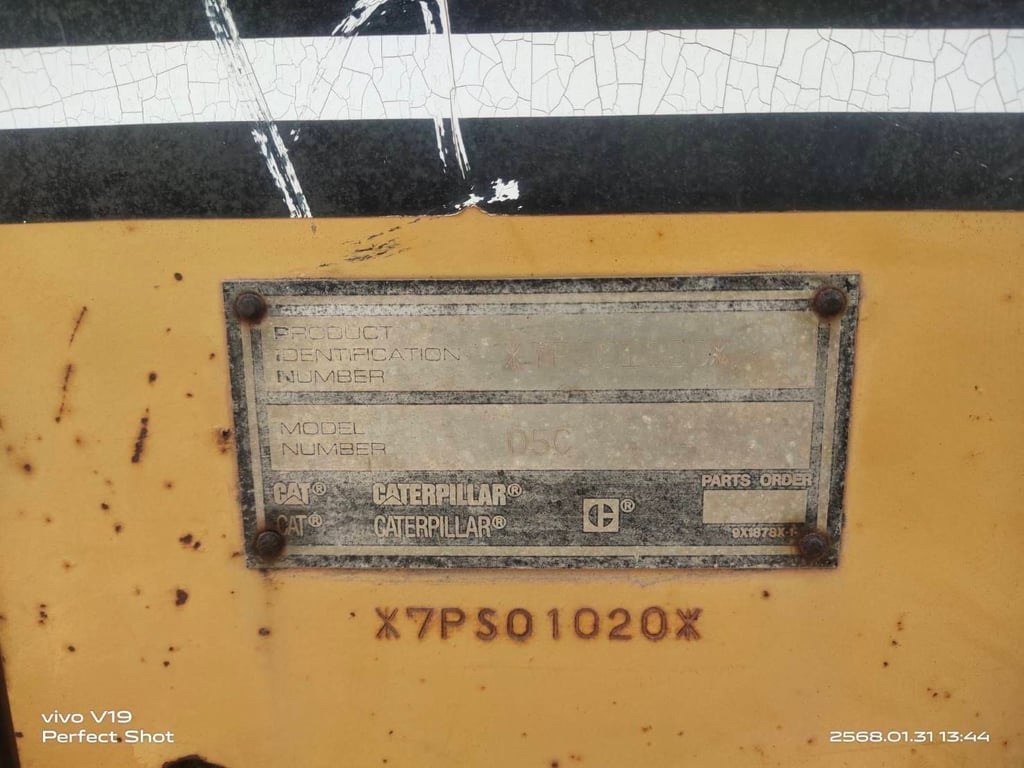 PRODUCT
IDENTIFICATION
NUMBER
MODEL
NUMBER
D5C
CAT® CATERPILLAR®
PARTS ORDER
CAT® CATERPILLAR® ®
X7PS01020X
vivo V19
Perfect Shot
2568.01.31 13:44